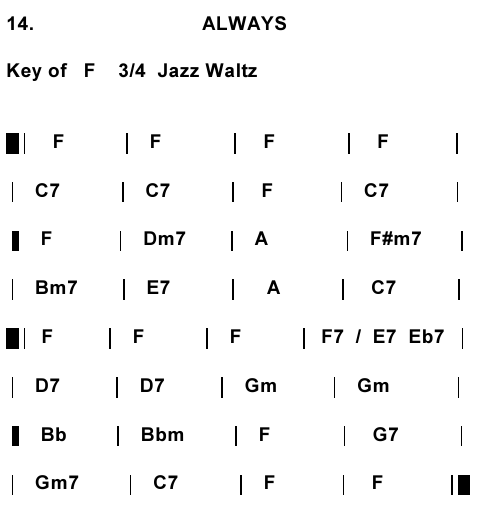 14. ALWAYS
Key of F 3/4 Jazz Waltz
| F | F | F | F |
| C7 | C7 | F | C7 |
| F | Dm7 | A | F#m7 |
| Bm7 | E7 | A | C7 |
| F | F | F | F7 / E7 Eb7 |
| D7 | D7 | Gm | Gm |
| Bb | Bbm | F | G7 |
| Gm7 | C7 | F | F |